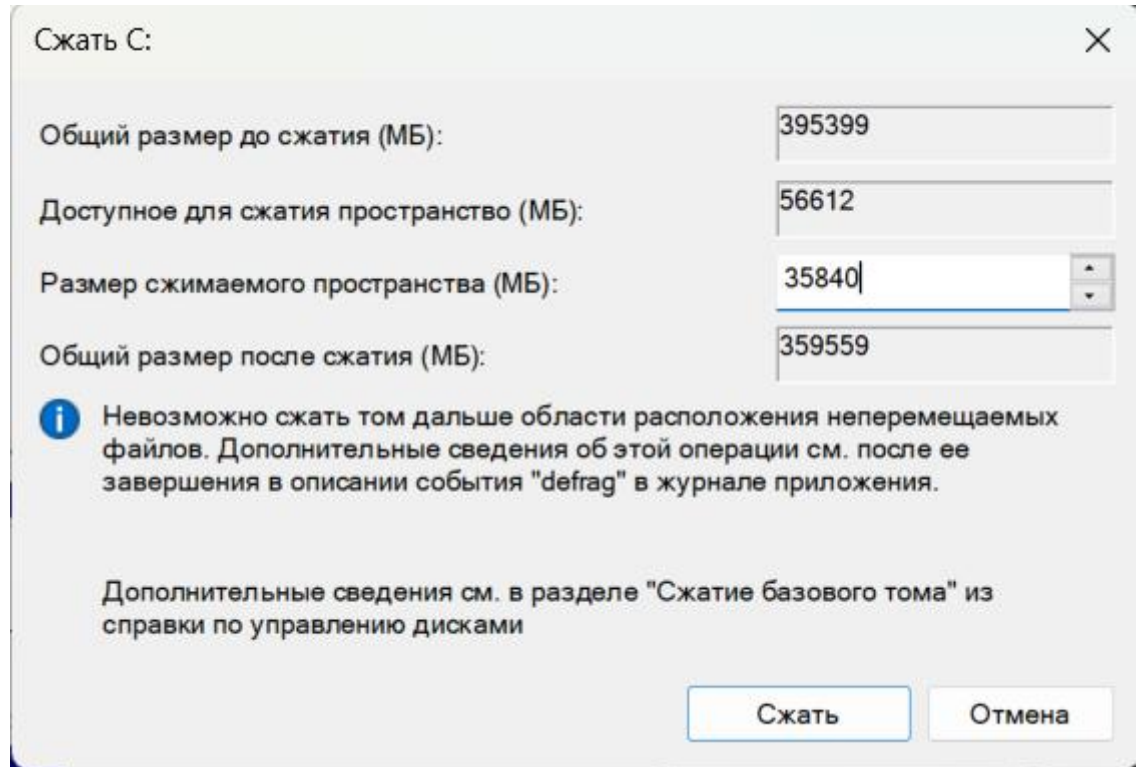 Сжать C:
Общий размер до сжатия (МБ):
395399
Доступное для сжатия пространство (МБ):
56612
Размер сжимаемого пространства (МБ):
35840
Общий размер после сжатия (МБ):
359559
Невозможно сжать том дальше области расположения неперемещаемых
файлов. Дополнительные сведения об этой операции см. после ее
завершения в описании события "defrag" в журнале приложения.
Дополнительные сведения см. в разделе "Сжатие базового тома" из
справки по управлению дисками
Сжать
Отмена